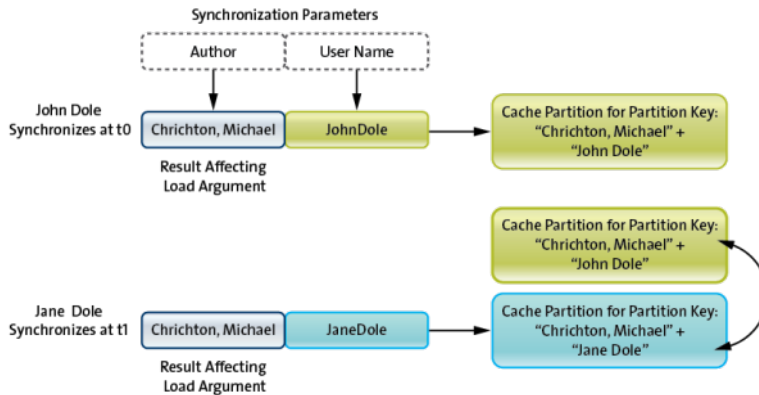 Synchronization Parameters
Author
User Name
John Dole
Synchronizes at t0
Chrichton, Michael
JohnDole
Result Affecting
Load Argument
Cache Partition for Partition Key:
“Chrichton, Michael” +
“John Dole”
Cache Partition for Partition Key:
“Chrichton, Michael” +
“John Dole”
Jane Dole
Synchronizes at t1
Chrichton, Michael
JaneDole
Result Affecting
Load Argument
Cache Partition for Partition Key:
“Chrichton, Michael” +
“Jane Dole”